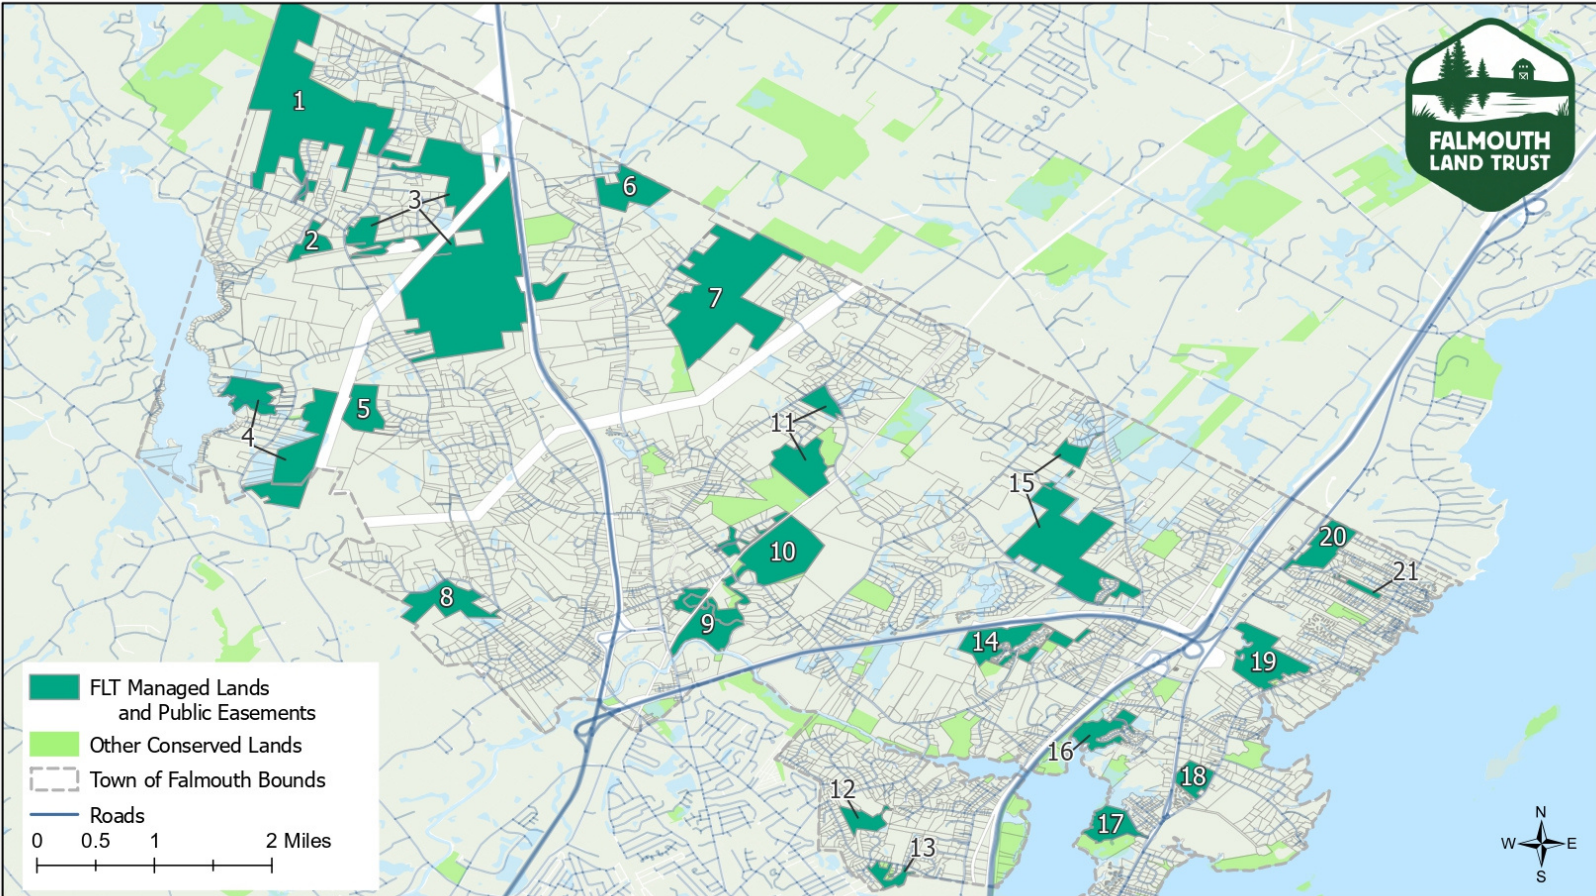 1
FALMOUTH
LAND TRUST
6
3
2
7
5
11
4
15
20
10
21
8
9
14
19
16
18
12
17
13
FLT Managed Lands
and Public Easements
Other Conserved Lands
Town of Falmouth Bounds
Roads
0 0.5 1 2 Miles
N
W E
S